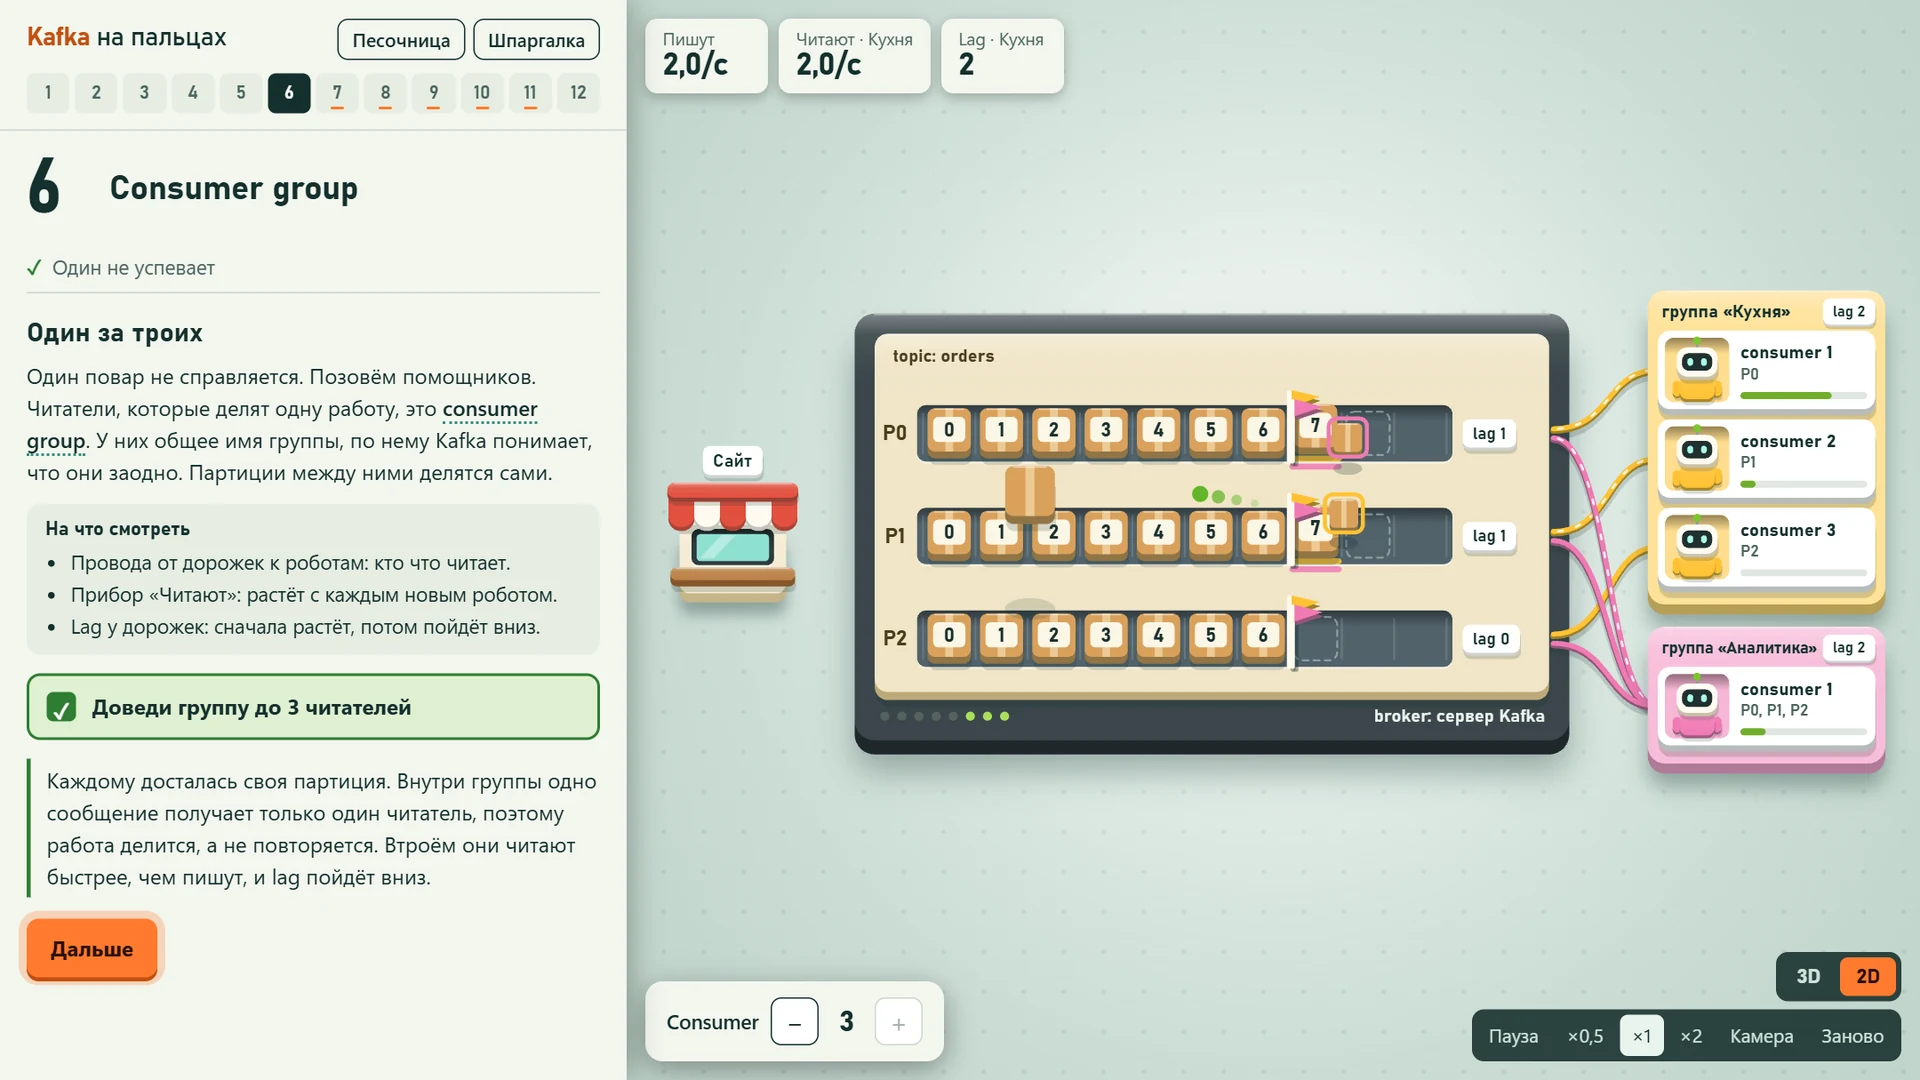 Kafka на пальцах
Песочница
Шпаргалка
1 2 3 4 5 6 7 8 9 10 11 12
6 Consumer group
✓ Один не успевает
Один за троих
Один повар не справляется. Позовём помощников.
Читатели, которые делят одну работу, это consumer
group. У них общее имя группы, по нему Kafka понимает,
что они заодно. Партиции между ними делятся сами.
На что смотреть
• Провода от дорожек к роботам: кто что читает.
• Прибор «Читают»: растёт с каждым новым роботом.
• Lag у дорожек: сначала растёт, потом пойдёт вниз.
Доведи группу до 3 читателей
Каждому досталась своя партиция. Внутри группы одно
сообщение получает только один читатель, поэтому
работа делится, а не повторяется. Втроём они читают
быстрее, чем пишут, и lag пойдёт вниз.
Дальше
Пишут
2,0/с
Читают · Кухня
2,0/с
Lag · Кухня
2
Сайт
topic: orders
P0 0 1 2 3 4 5 6 7 lag 1
P1 0 1 2 3 4 5 6 7 lag 1
P2 0 1 2 3 4 5 6 lag 0
broker: сервер Kafka
группа «Кухня» lag 2
consumer 1
P0
consumer 2
P1
consumer 3
P2
группа «Аналитика» lag 2
consumer 1
P0, P1, P2
Consumer − 3 +
3D 2D
Пауза ×0,5 ×1 ×2 Камера Заново